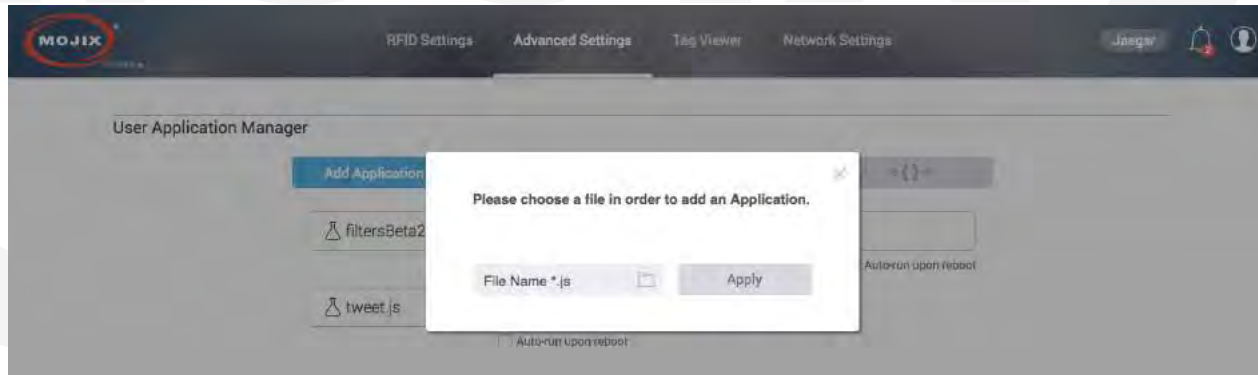 MOJIX
RFID Settings Advanced Settings Tag Viewer Network Settings Jaegar
2
User Application Manager
Add Application
Please choose a file in order to add an Application.
filtersBeta2
Auto-run upon reboot
File Name *.js Apply
tweet.js
Auto-run upon reboot